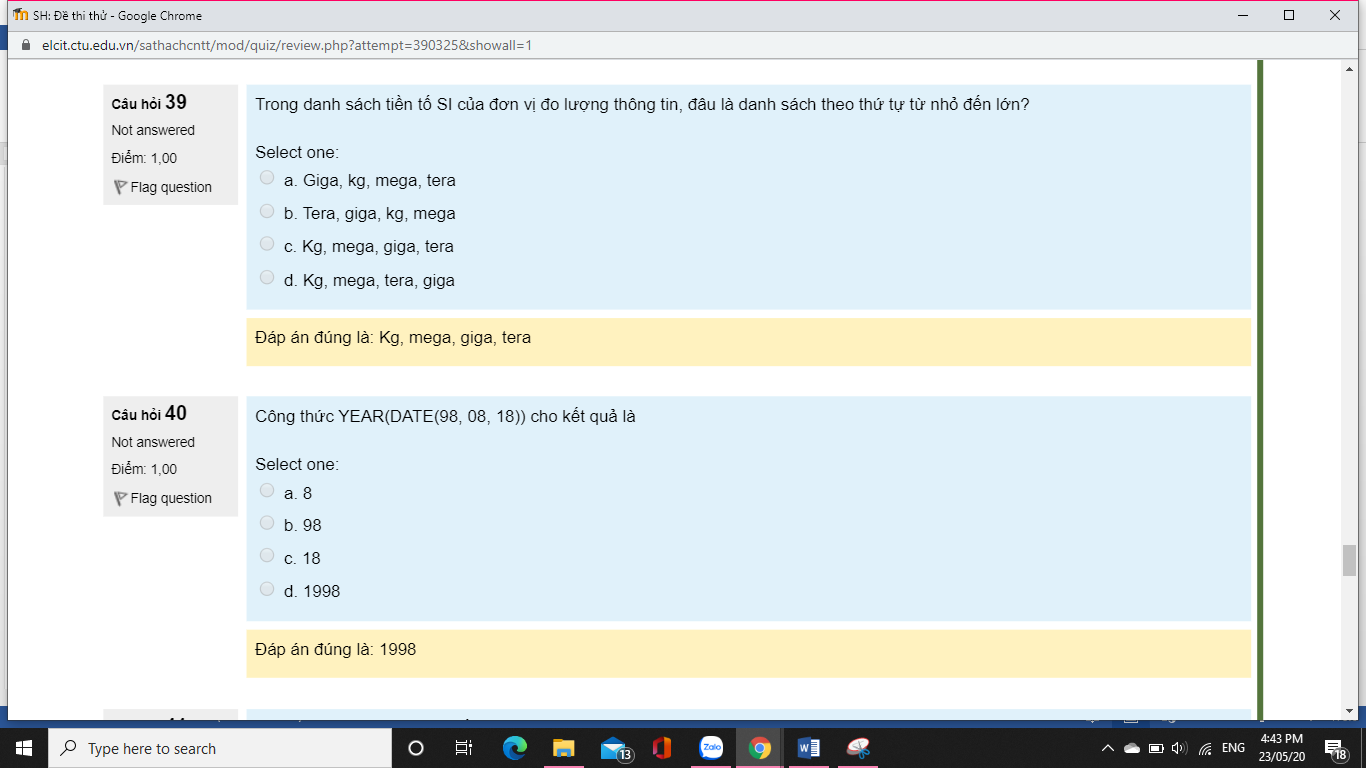 SH: Đề thi thử - Google Chrome
elcit.ctu.edu.vn/sathachcntt/mod/quiz/review.php?attempt=390325&showall=1
Câu hỏi 39
Not answered
Điểm: 1,00
Flag question
Trong danh sách tiền tố SI của đơn vị đo lượng thông tin, đâu là danh sách theo thứ tự từ nhỏ đến lớn?
Select one:
a. Giga, kg, mega, tera
b. Tera, giga, kg, mega
c. Kg, mega, giga, tera
d. Kg, mega, tera, giga
Đáp án đúng là: Kg, mega, giga, tera
Câu hỏi 40
Not answered
Điểm: 1,00
Flag question
Công thức YEAR(DATE(98, 08, 18)) cho kết quả là
Select one:
a. 8
b. 98
c. 18
d. 1998
Đáp án đúng là: 1998
Type here to search
13
Zalo
ENG
4:43 PM
23/05/20
18